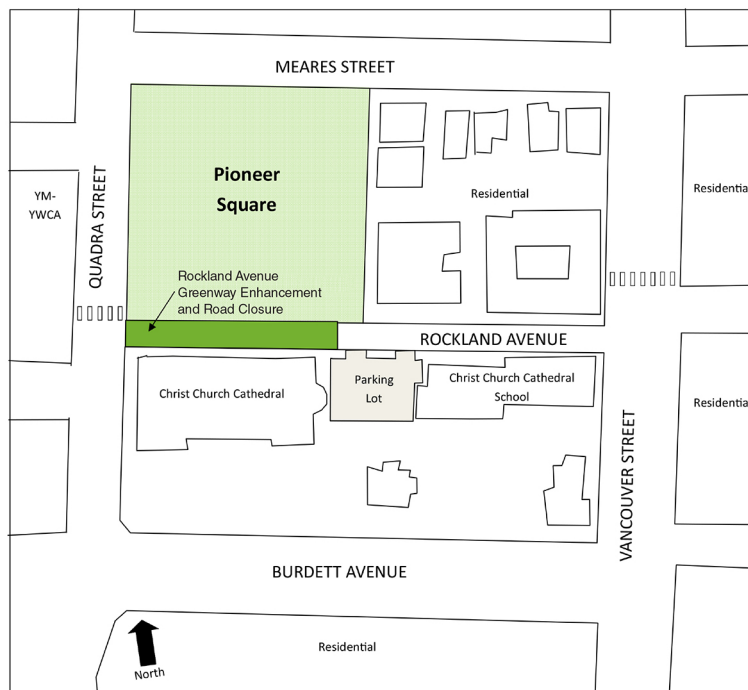 MEARES STREET
Pioneer
Square
Residential
Residentia
YM-
YWCA
QUADRA STREET
Rockland Avenue
Greenway Enhancement
and Road Closure
ROCKLAND AVENUE
Christ Church Cathedral
Parking
Lot
Christ Church Cathedral
School
Residentia
VANCOUVER STREET
BURDETT AVENUE
North
Residential